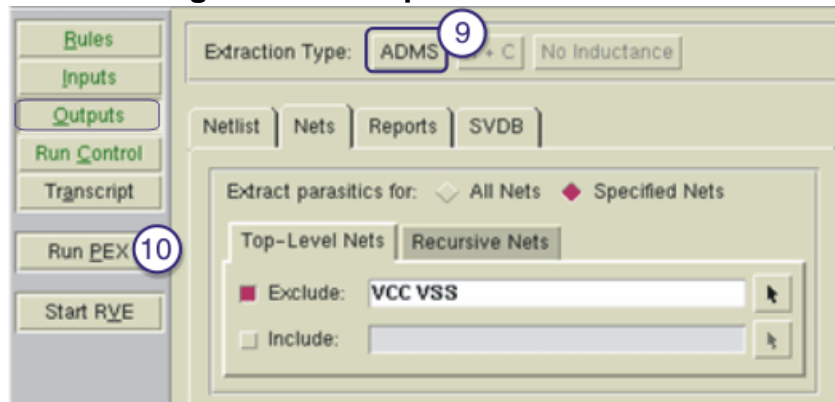 Rules
Inputs
Outputs
Run Control
Transcript
Run PEX
10
Start RVE
Extraction Type: ADMS
9
+ C No Inductance
Netlist Nets Reports SVDB
Extract parasitics for: All Nets Specified Nets
Top-Level Nets Recursive Nets
Exclude: VCC VSS
Include: